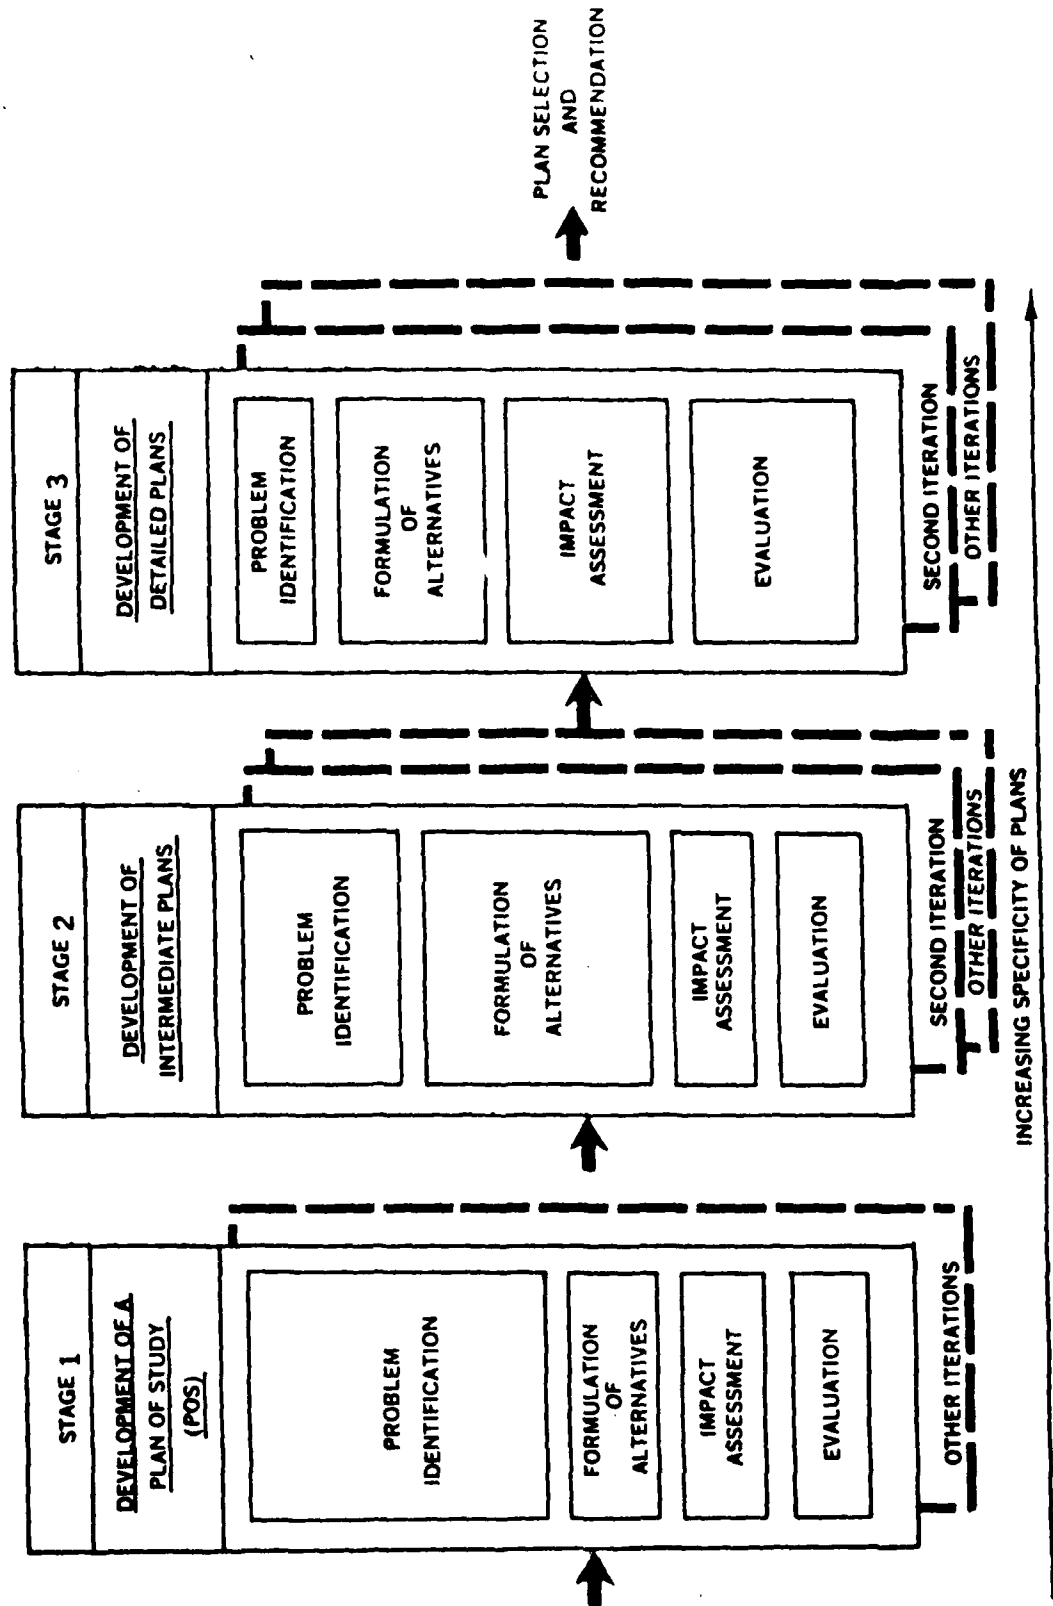 STAGE 1
DEVELOPMENT OF A
PLAN OF STUDY
(POS)
PROBLEM
IDENTIFICATION
FORMULATION
OF
ALTERNATIVES
IMPACT
ASSESSMENT
EVALUATION
OTHER ITERATIONS
STAGE 2
DEVELOPMENT OF
INTERMEDIATE PLANS
PROBLEM
IDENTIFICATION
FORMULATION
OF
ALTERNATIVES
IMPACT
ASSESSMENT
EVALUATION
SECOND ITERATION
OTHER ITERATIONS
STAGE 3
DEVELOPMENT OF
DETAILED PLANS
PROBLEM
IDENTIFICATION
FORMULATION
OF
ALTERNATIVES
IMPACT
ASSESSMENT
EVALUATION
SECOND ITERATION
OTHER ITERATIONS
PLAN SELECTION
AND
RECOMMENDATION
INCREASING SPECIFICITY OF PLANS